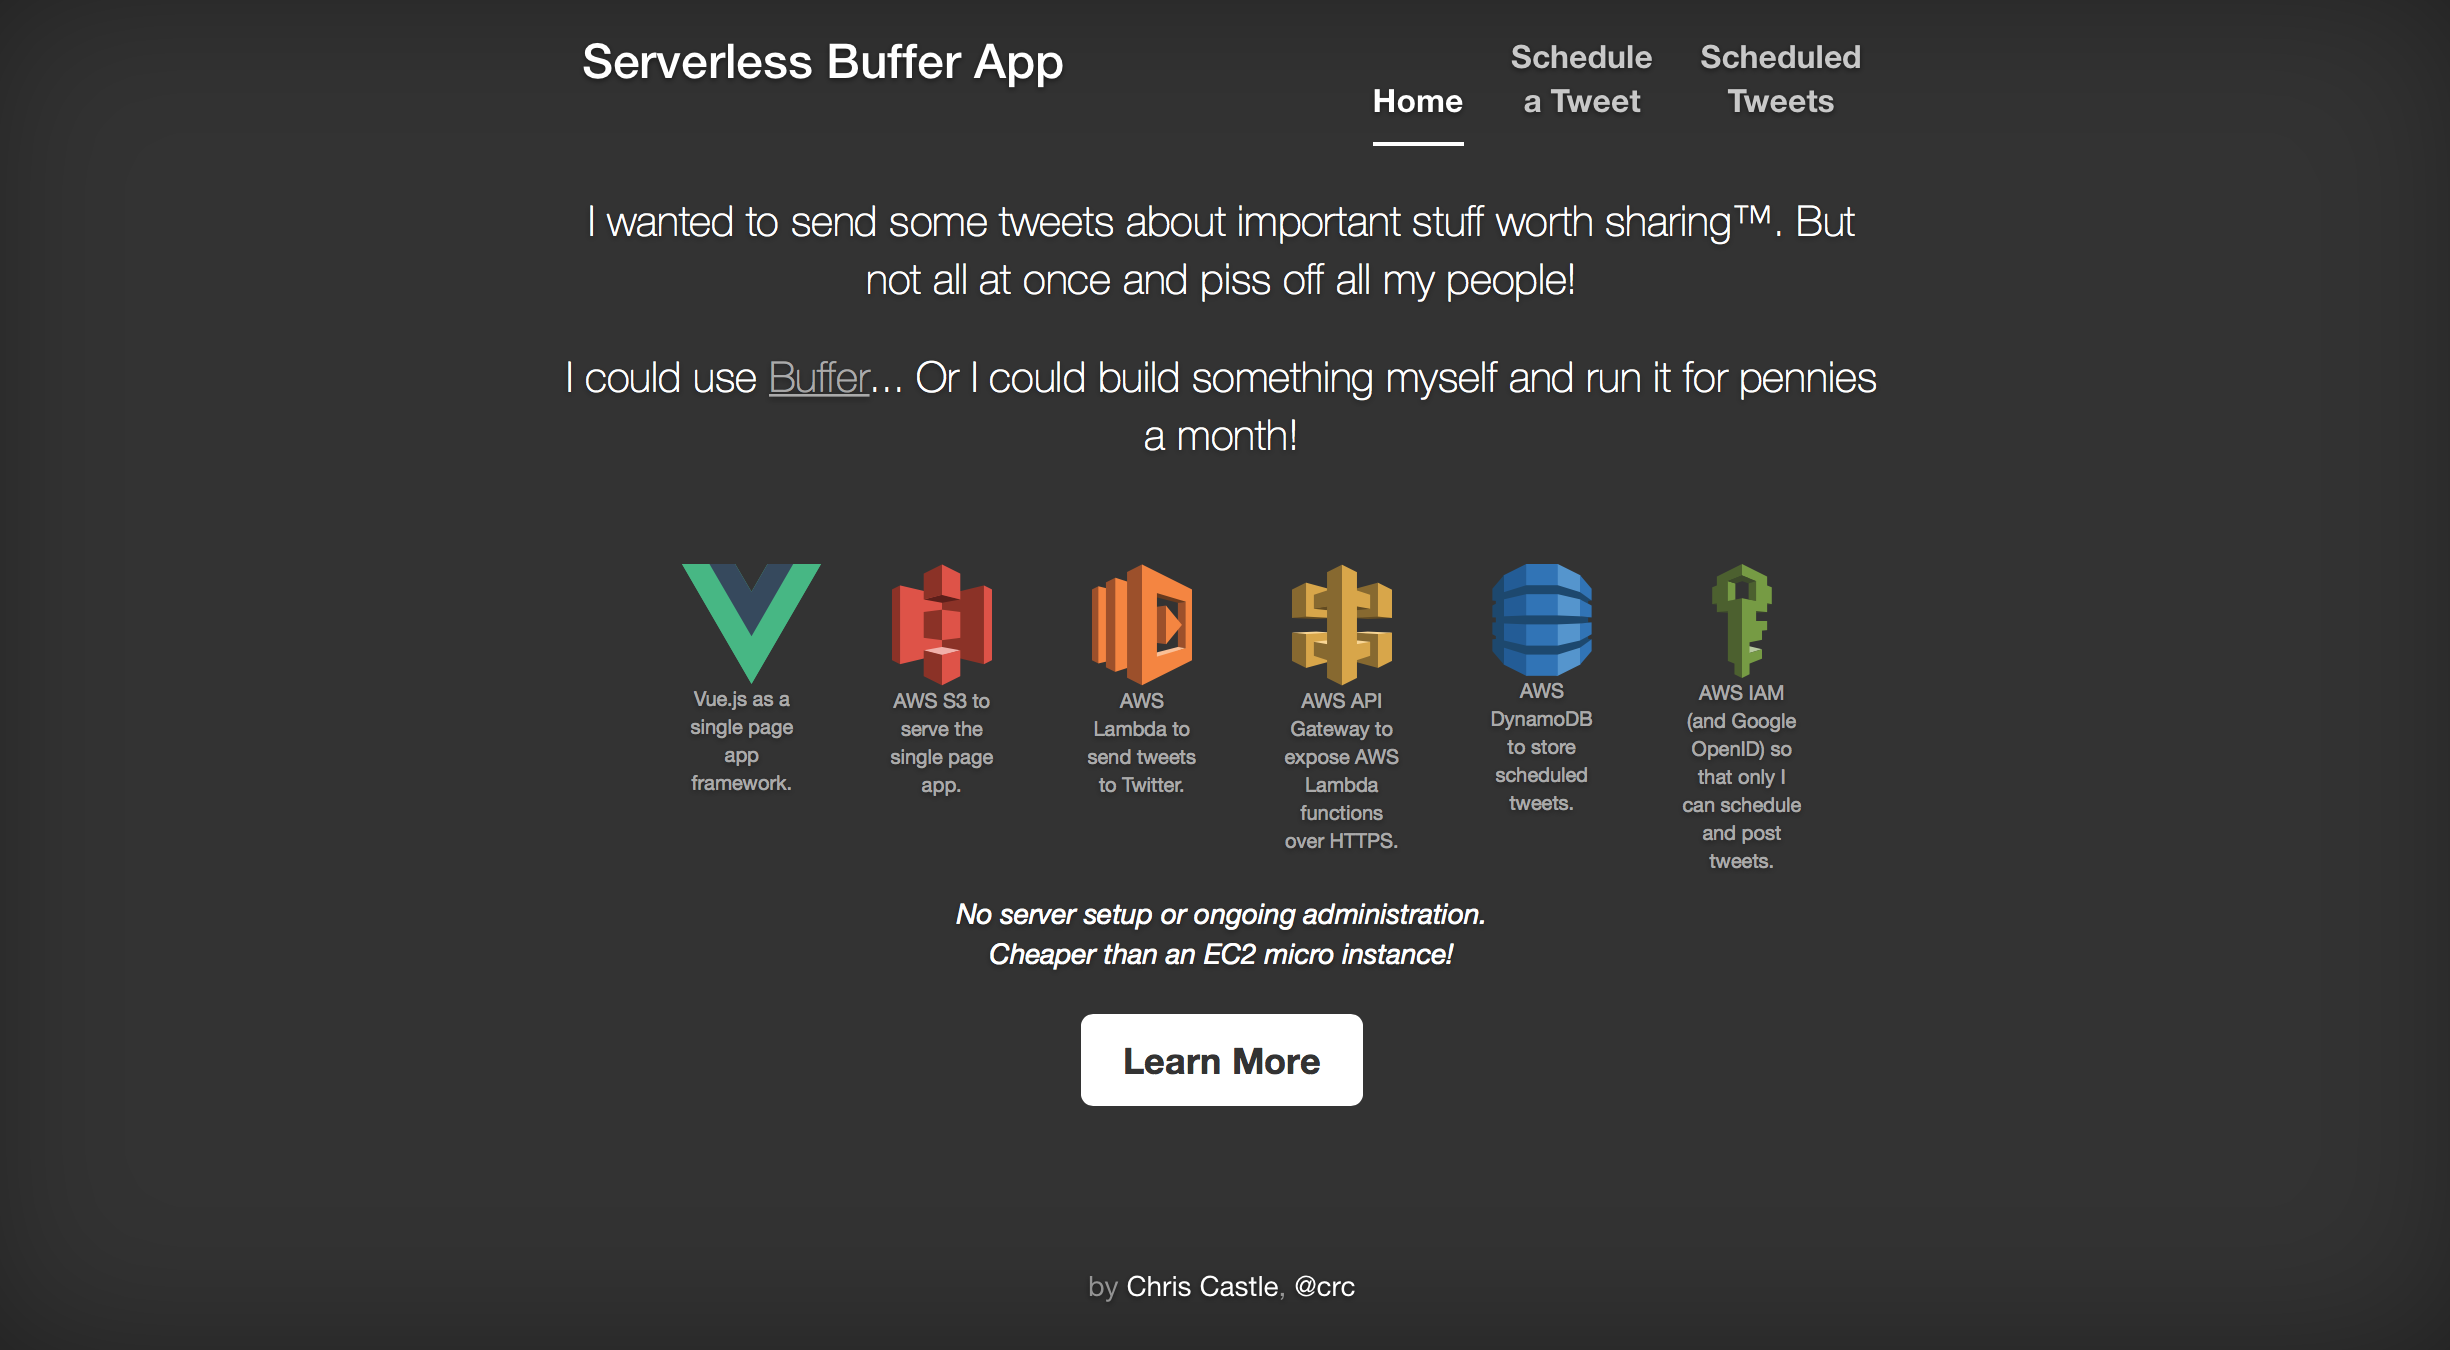 Serverless Buffer App
Home
Schedule
a Tweet
Scheduled
Tweets
I wanted to send some tweets about important stuff worth sharing™. But
not all at once and piss off all my people!
I could use Buffer... Or I could build something myself and run it for pennies
a month!
Vue.js as a
single page
app
framework.
AWS S3 to
serve the
single page
app.
AWS
Lambda to
send tweets
to Twitter.
AWS API
Gateway to
expose AWS
Lambda
functions
over HTTPS.
AWS
DynamoDB
to store
scheduled
tweets.
AWS IAM
(and Google
OpenID) so
that only I
can schedule
and post
tweets.
No server setup or ongoing administration.
Cheaper than an EC2 micro instance!
Learn More
by Chris Castle, @crc